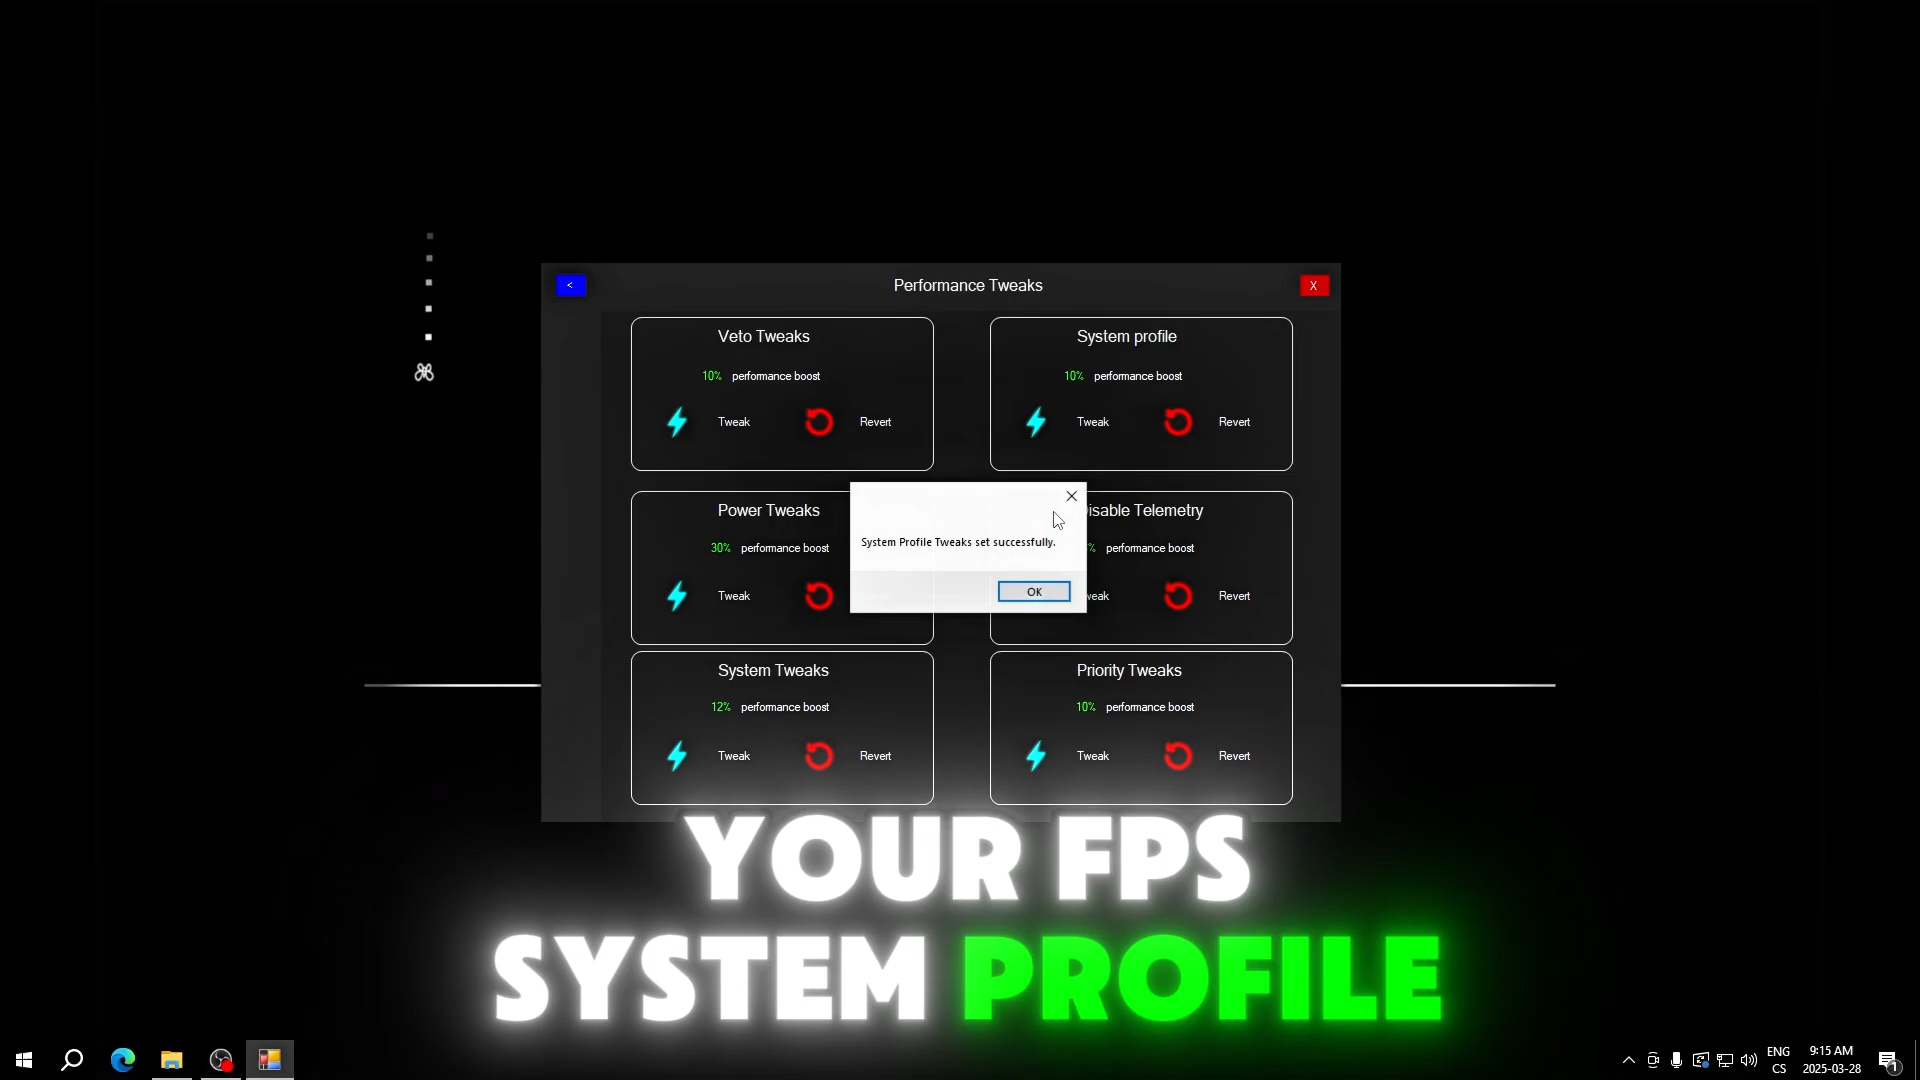 <
Performance Tweaks
X
Veto Tweaks
10% performance boost
Tweak
Revert
System profile
10% performance boost
Tweak
Revert
Power Tweaks
30% performance boost
Tweak
isable Telemetry
% performance boost
weak
Revert
System Profile Tweaks set successfully.
OK
System Tweaks
12% performance boost
Tweak
Revert
Priority Tweaks
10% performance boost
Tweak
Revert
YOUR FPS
SYSTEM PROFILE
ENG
CS
9:15 AM
2025-03-28
1